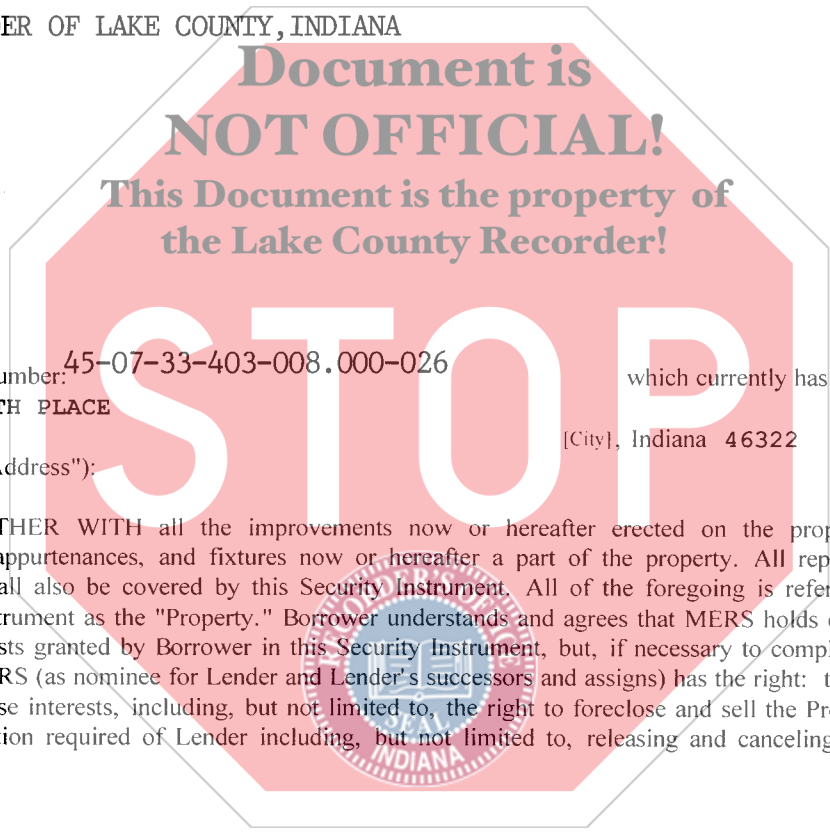 ER OF LAKE COUNTY, INDIANA
Document is
NOT OFFICIAL!
This Document is the property of
the Lake County Recorder!
STOP
umber: 45-07-33-403-008.000-026 which currently has
TH PLACE
[City], Indiana 46322
Address"):
THER WITH all the improvements now or hereafter erected on the prop
appurtenances, and fixtures now or hereafter a part of the property. All rep
all also be covered by this Security Instrument. All of the foregoing is refer
trument as the "Property." Borrower understands and agrees that MERS holds
sts granted by Borrower in this Security Instrument, but, if necessary to compl
RS (as nominee for Lender and Lender's successors and assigns) has the right: t
se interests, including, but not limited to, the right to foreclose and sell the Pr
tion required of Lender including, but not limited to, releasing and canceling
RECORDER'S OFFICE
SEAL
INDIANA